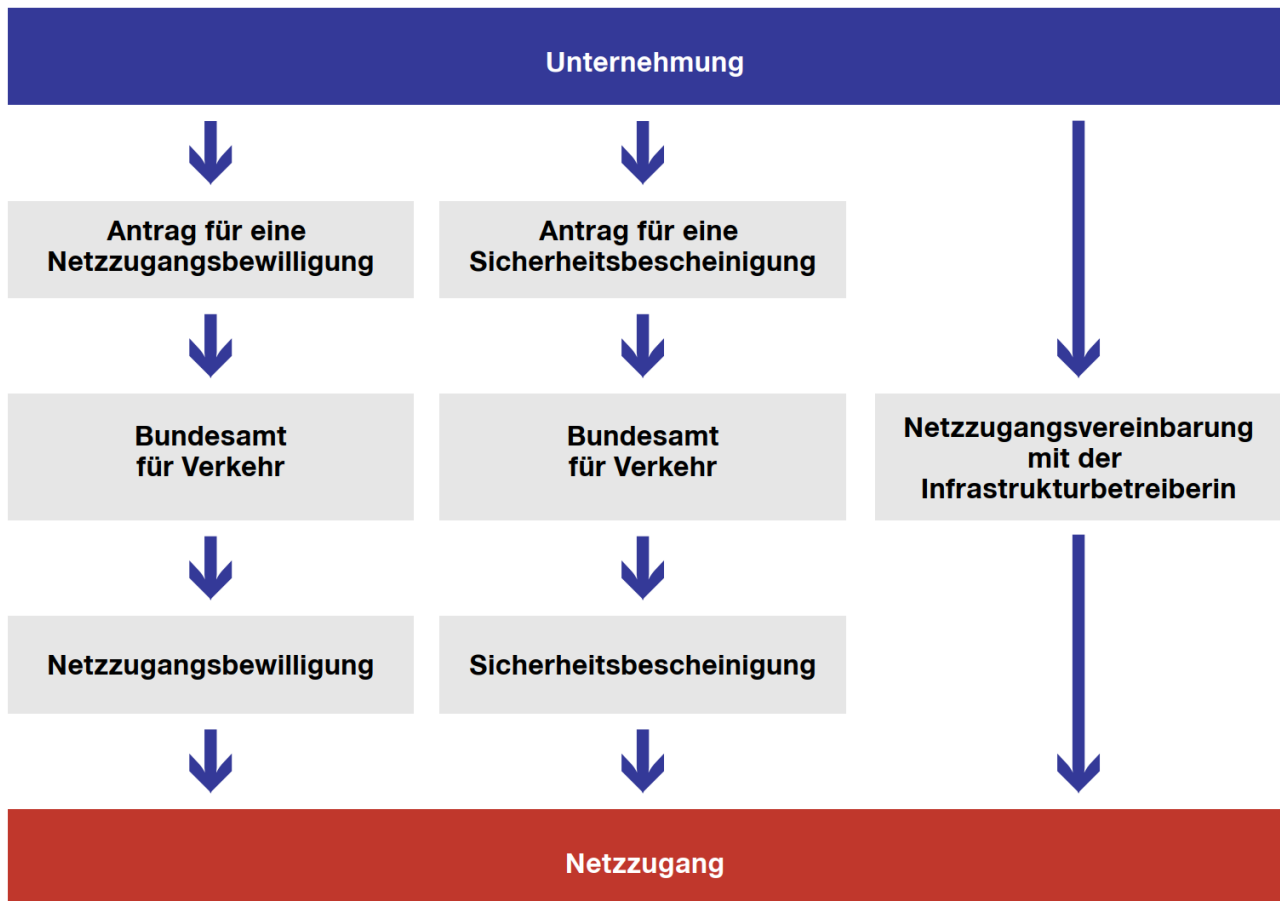 Unternehmung
Antrag für eine
Netzzugangsbewilligung
Antrag für eine
Sicherheitsbescheinigung
Bundesamt
für Verkehr
Bundesamt
für Verkehr
Netzzugangsvereinbarung
mit der
Infrastrukturbetreiberin
Netzzugangsbewilligung
Sicherheitsbescheinigung
Netzzugang